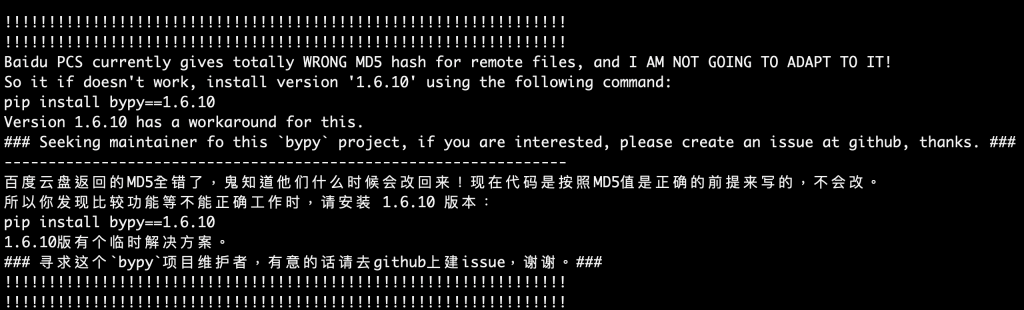 !!!!!!!!!!!!!!!!!!!!!!!!!!!!!!!!!!!!!!!!!!!!!!!!!!!!!!!!!!!!!!!!
!!!!!!!!!!!!!!!!!!!!!!!!!!!!!!!!!!!!!!!!!!!!!!!!!!!!!!!!!!!!!!!!
Baidu PCS currently gives totally WRONG MD5 hash for remote files, and I AM NOT GOING TO ADAPT TO IT!
So it if doesn't work, install version '1.6.10' using the following command:
pip install bypy==1.6.10
Version 1.6.10 has a workaround for this.
### Seeking maintainer fo this `bypy` project, if you are interested, please create an issue at github, thanks. ###
----------------------------------------------------------------
百度云盘返回的MD5全错了，鬼知道他们什么时候会改回来！现在代码是按照MD5值是正确的前提来写的，不会改。
所以你发现比较功能等不能正确工作时，请安装 1.6.10 版本：
pip install bypy==1.6.10
1.6.10版有个临时解决方案。
### 寻求这个`bypy`项目维护者，有意的话请去github上建issue，谢谢。###
!!!!!!!!!!!!!!!!!!!!!!!!!!!!!!!!!!!!!!!!!!!!!!!!!!!!!!!!!!!!!!!!
!!!!!!!!!!!!!!!!!!!!!!!!!!!!!!!!!!!!!!!!!!!!!!!!!!!!!!!!!!!!!!!!